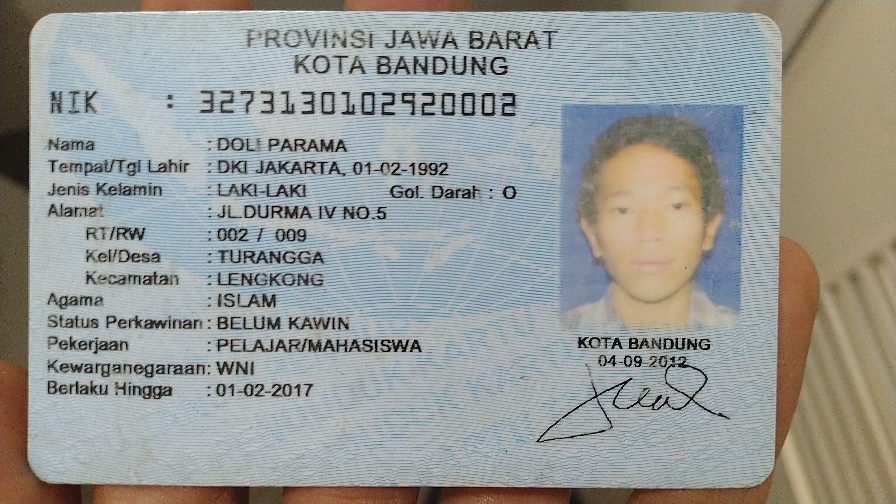 PROVINSI JAWA BARAT
KOTA BANDUNG
NIK : 3273130102920002
Nama : DOLI PARAMA
Tempat/Tgl Lahir : DKI JAKARTA, 01-02-1992
Jenis Kelamin : LAKI-LAKI Gol. Darah : O
Alamat : JL.DURMA IV NO.5
RT/RW : 002 / 009
Kel/Desa : TURANGGA
Kecamatan : LENGKONG
Agama : ISLAM
Status Perkawinan : BELUM KAWIN
Pekerjaan : PELAJAR/MAHASISWA
Kewarganegaraan: WNI
Berlaku Hingga : 01-02-2017
KOTA BANDUNG
04-09-2012